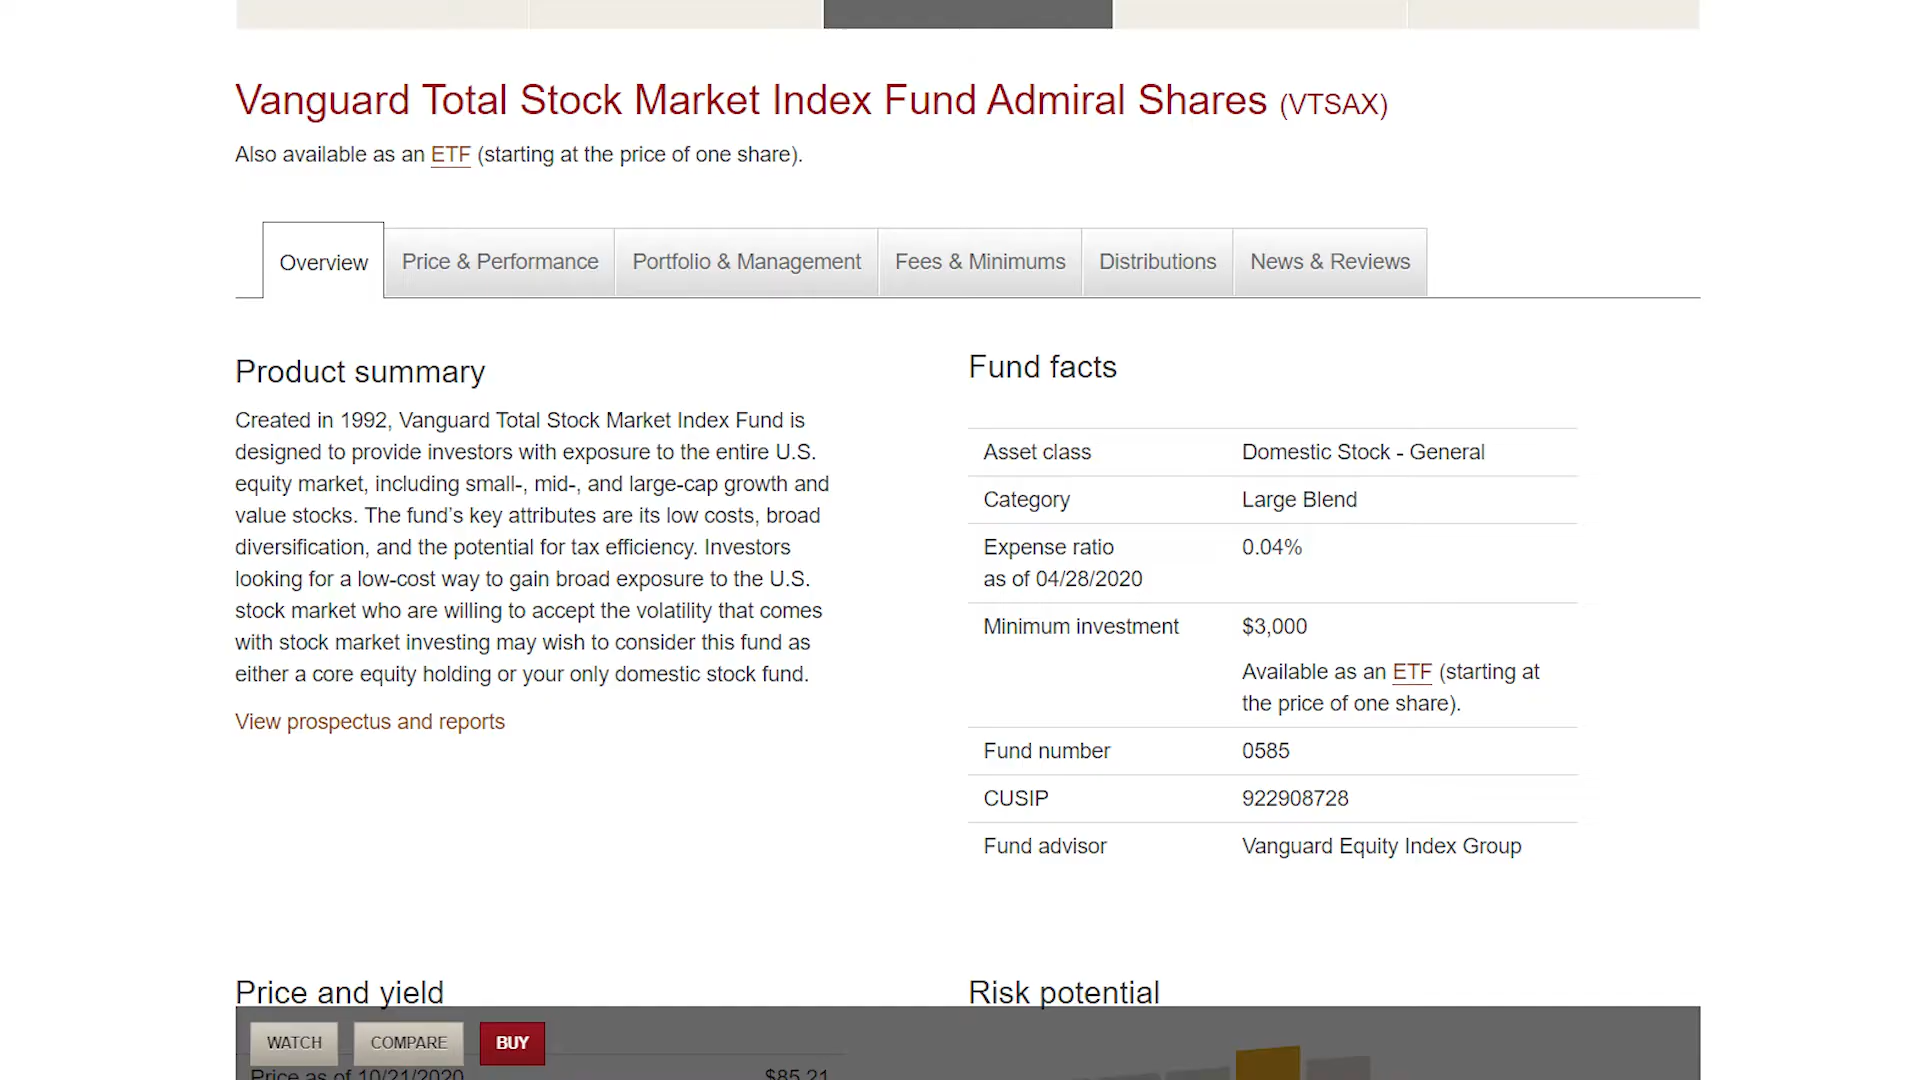 Vanguard Total Stock Market Index Fund Admiral Shares (VTSAX)
Also available as an ETF (starting at the price of one share).
Overview
Price & Performance
Portfolio & Management
Fees & Minimums
Distributions
News & Reviews
Product summary
Created in 1992, Vanguard Total Stock Market Index Fund is
designed to provide investors with exposure to the entire U.S.
equity market, including small-, mid-, and large-cap growth and
value stocks. The fund’s key attributes are its low costs, broad
diversification, and the potential for tax efficiency. Investors
looking for a low-cost way to gain broad exposure to the U.S.
stock market who are willing to accept the volatility that comes
with stock market investing may wish to consider this fund as
either a core equity holding or your only domestic stock fund.
View prospectus and reports
Fund facts
Asset class Domestic Stock - General
Category Large Blend
Expense ratio 0.04%
as of 04/28/2020
Minimum investment $3,000
Available as an ETF (starting at
the price of one share).
Fund number 0585
CUSIP 922908728
Fund advisor Vanguard Equity Index Group
Price and yield
Risk potential
WATCH
COMPARE
BUY
Price as of 10/21/2020 $85.21